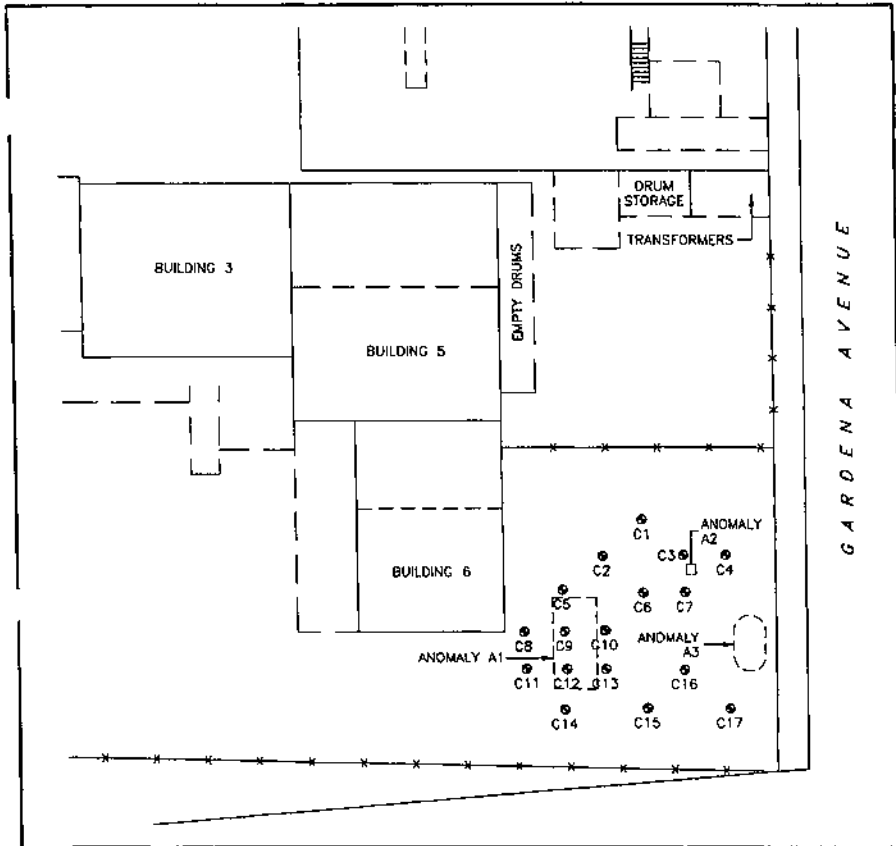 DRUM
STORAGE
TRANSFORMERS
BUILDING 3
EMPTY DRUMS
BUILDING 5
GARDENA AVENUE
C1
ANOMALY
A2
C2
C3
C4
BUILDING 6
C5
C6
C7
C8
C9
C10
ANOMALY
A3
ANOMALY A1
C11
C12
C13
C16
C14
C15
C17